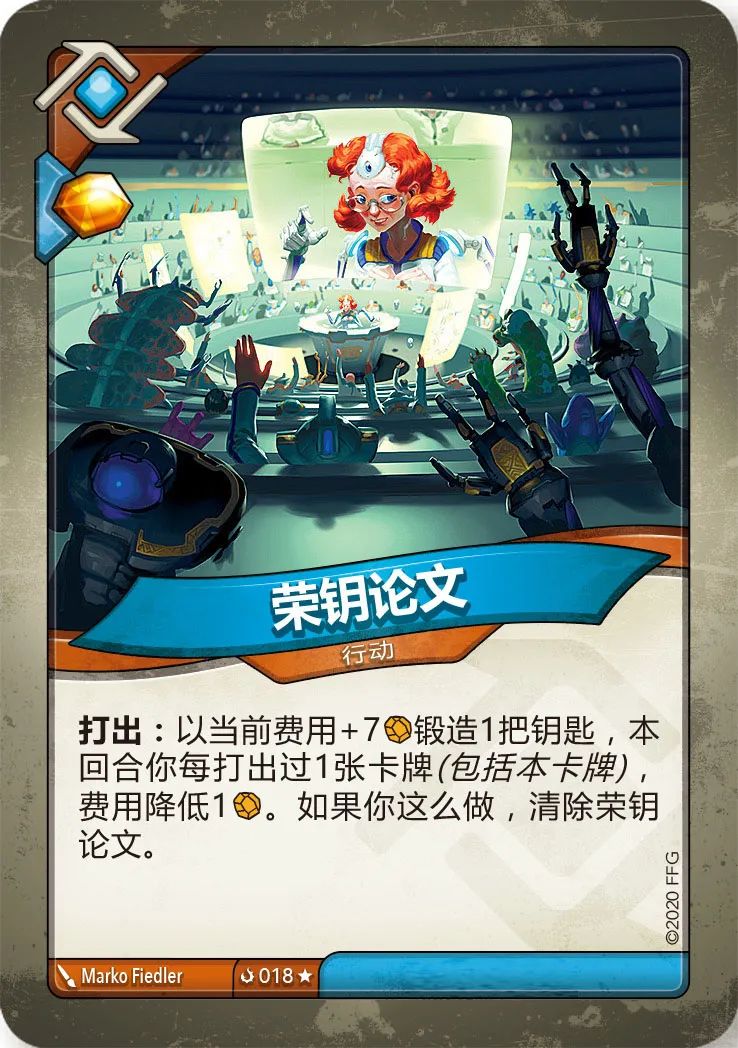 荣钥论文
行动
打出：以当前费用+7锻造1把钥匙，本
回合你每打出过1张卡牌(包括本卡牌)，
费用降低1。如果你这么做，清除荣钥
论文。
©2020 FFG
Marko Fiedler
018